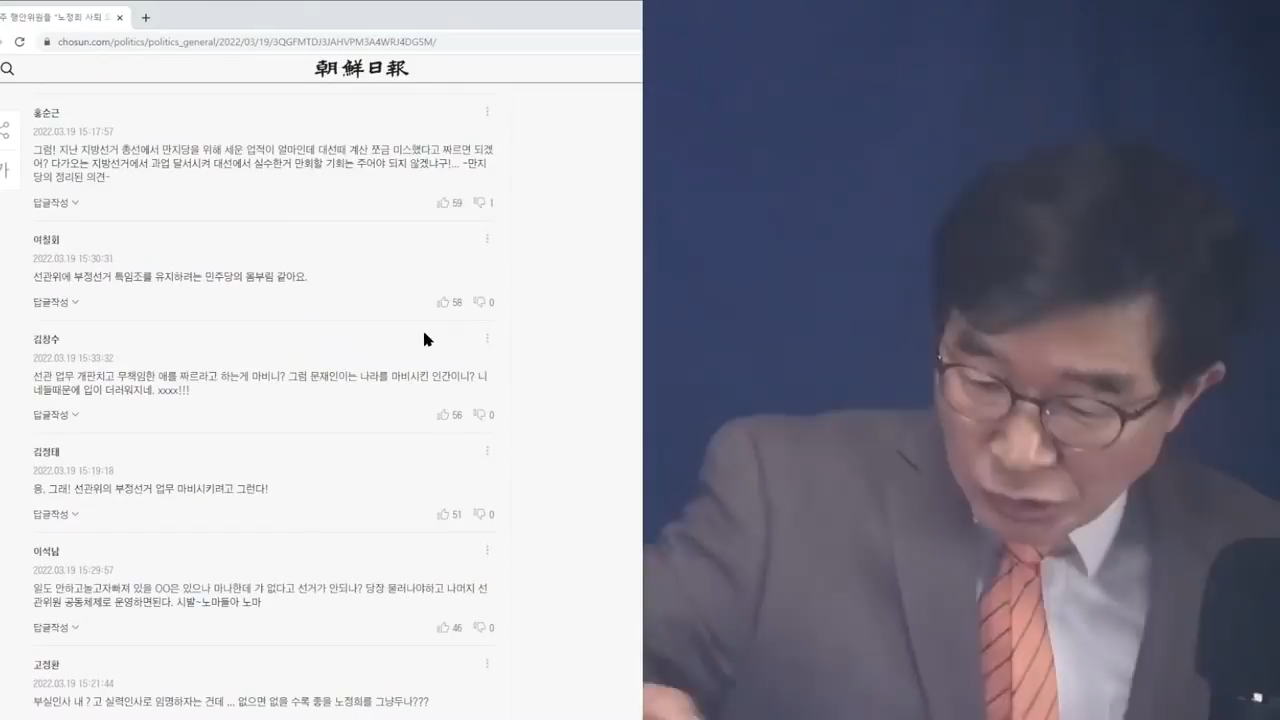 주 행안위원들 "노정희 사퇴 요
chosun.com/politics/politics_general/2022/03/19/3QGFMTDJ3JAHVPM3A4WRJ4DG5M/
朝鮮日報
가
홍순근
2022.03.19 15:17:57
그럼! 지난 지방선거 총선에서 만지당을 위해 세운 업적이 얼마인데 대선때 계산 쪼금 미스했다고 짜르면 되겠
어? 다가오는 지방선거에서 과업 달서시켜 대선에서 실수한거 만회할 기회는 주어야 되지 않겠냐구!... -만지
당의 정리된 의견-
답글작성
59
1
여칠회
2022.03.19 15:30:31
선관위에 부정선거 특임조를 유지하려는 민주당의 몸부림 같아요.
답글작성
58
0
김창수
2022.03.19 15:33:32
선관 업무 개판치고 무책임한 애를 짜르라고 하는게 마비니? 그럼 문재인이는 나라를 마비시킨 인간이니? 니
네들때문에 입이 더러워지네. xxxx!!!
답글작성
56
0
김정태
2022.03.19 15:19:18
응, 그래! 선관위의 부정선거 업무 마비시키려고 그런다!
답글작성
51
0
이석남
2022.03.19 15:29:57
일도 안하고놀고자빠져 있을 OO은 있으나 마나한데 갸 없다고 선거가 안되나? 당장 물러나야하고 나머지 선
관위원 공동체제로 운영하면된다. 시발~노마들아 노마
답글작성
46
0
고정환
2022.03.19 15:21:44
부실인사 내 ? 고 실력인사로 임명하자는 건데 ... 없으면 없을 수록 좋을 노정희를 그냥두나???